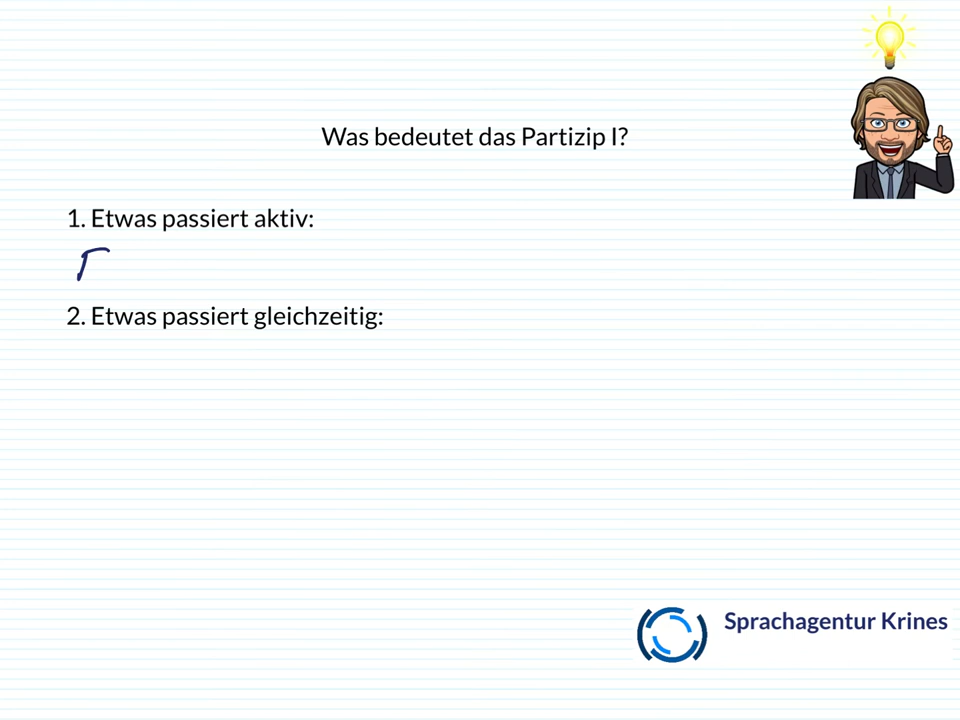 Was bedeutet das Partizip I?
1. Etwas passiert aktiv:
2. Etwas passiert gleichzeitig:
Sprachagentur Krines